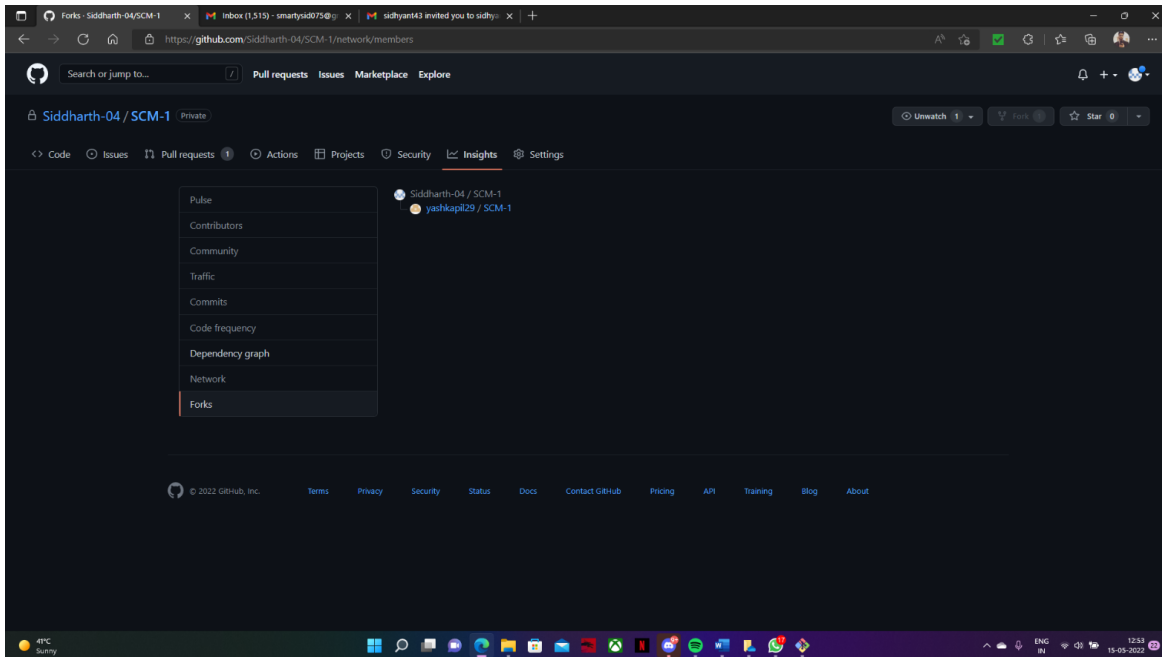 Forks · Siddharth-04/SCM-1
Inbox (1,515) - smartysid075@g
sidhyant43 invited you to sidhya
https://github.com/Siddharth-04/SCM-1/network/members
Search or jump to... /
Pull requests Issues Marketplace Explore
Siddharth-04 / SCM-1 Private
Unwatch 1 Fork Star 0
Code Issues Pull requests 1 Actions Projects Security Insights Settings
Pulse
Contributors
Community
Traffic
Commits
Code frequency
Dependency graph
Network
Forks
Siddharth-04 / SCM-1
yashkapil29 / SCM-1
© 2022 GitHub, Inc. Terms Privacy Security Status Docs Contact GitHub Pricing API Training Blog About
41°C
Sunny
ENG
IN
12:53
15-05-2022